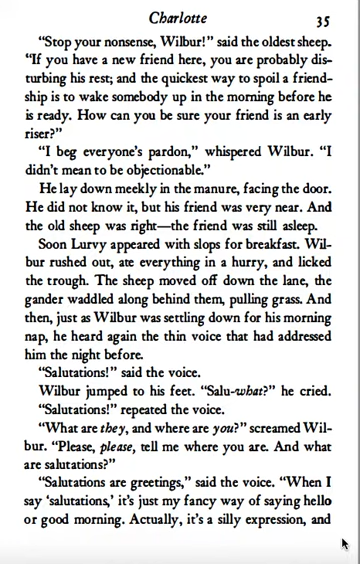 Charlotte 35
"Stop your nonsense, Wilbur!" said the oldest sheep.
"If you have a new friend here, you are probably dis-
turbing his rest; and the quickest way to spoil a friend-
ship is to wake somebody up in the morning before he
is ready. How can you be sure your friend is an early
riser?"
"I beg everyone's pardon," whispered Wilbur. "I
didn't mean to be objectionable."
He lay down meekly in the manure, facing the door.
He did not know it, but his friend was very near. And
the old sheep was right—the friend was still asleep.
Soon Lurvy appeared with slops for breakfast. Wil-
bur rushed out, ate everything in a hurry, and licked
the trough. The sheep moved off down the lane, the
gander waddled along behind them, pulling grass. And
then, just as Wilbur was settling down for his morning
nap, he heard again the thin voice that had addressed
him the night before.
"Salutations!" said the voice.
Wilbur jumped to his feet. "Salu-what?" he cried.
"Salutations!" repeated the voice.
"What are they, and where are you?" screamed Wil-
bur. "Please, please, tell me where you are. And what
are salutations?"
"Salutations are greetings," said the voice. "When I
say 'salutations,' it's just my fancy way of saying hello
or good morning. Actually, it's a silly expression, and